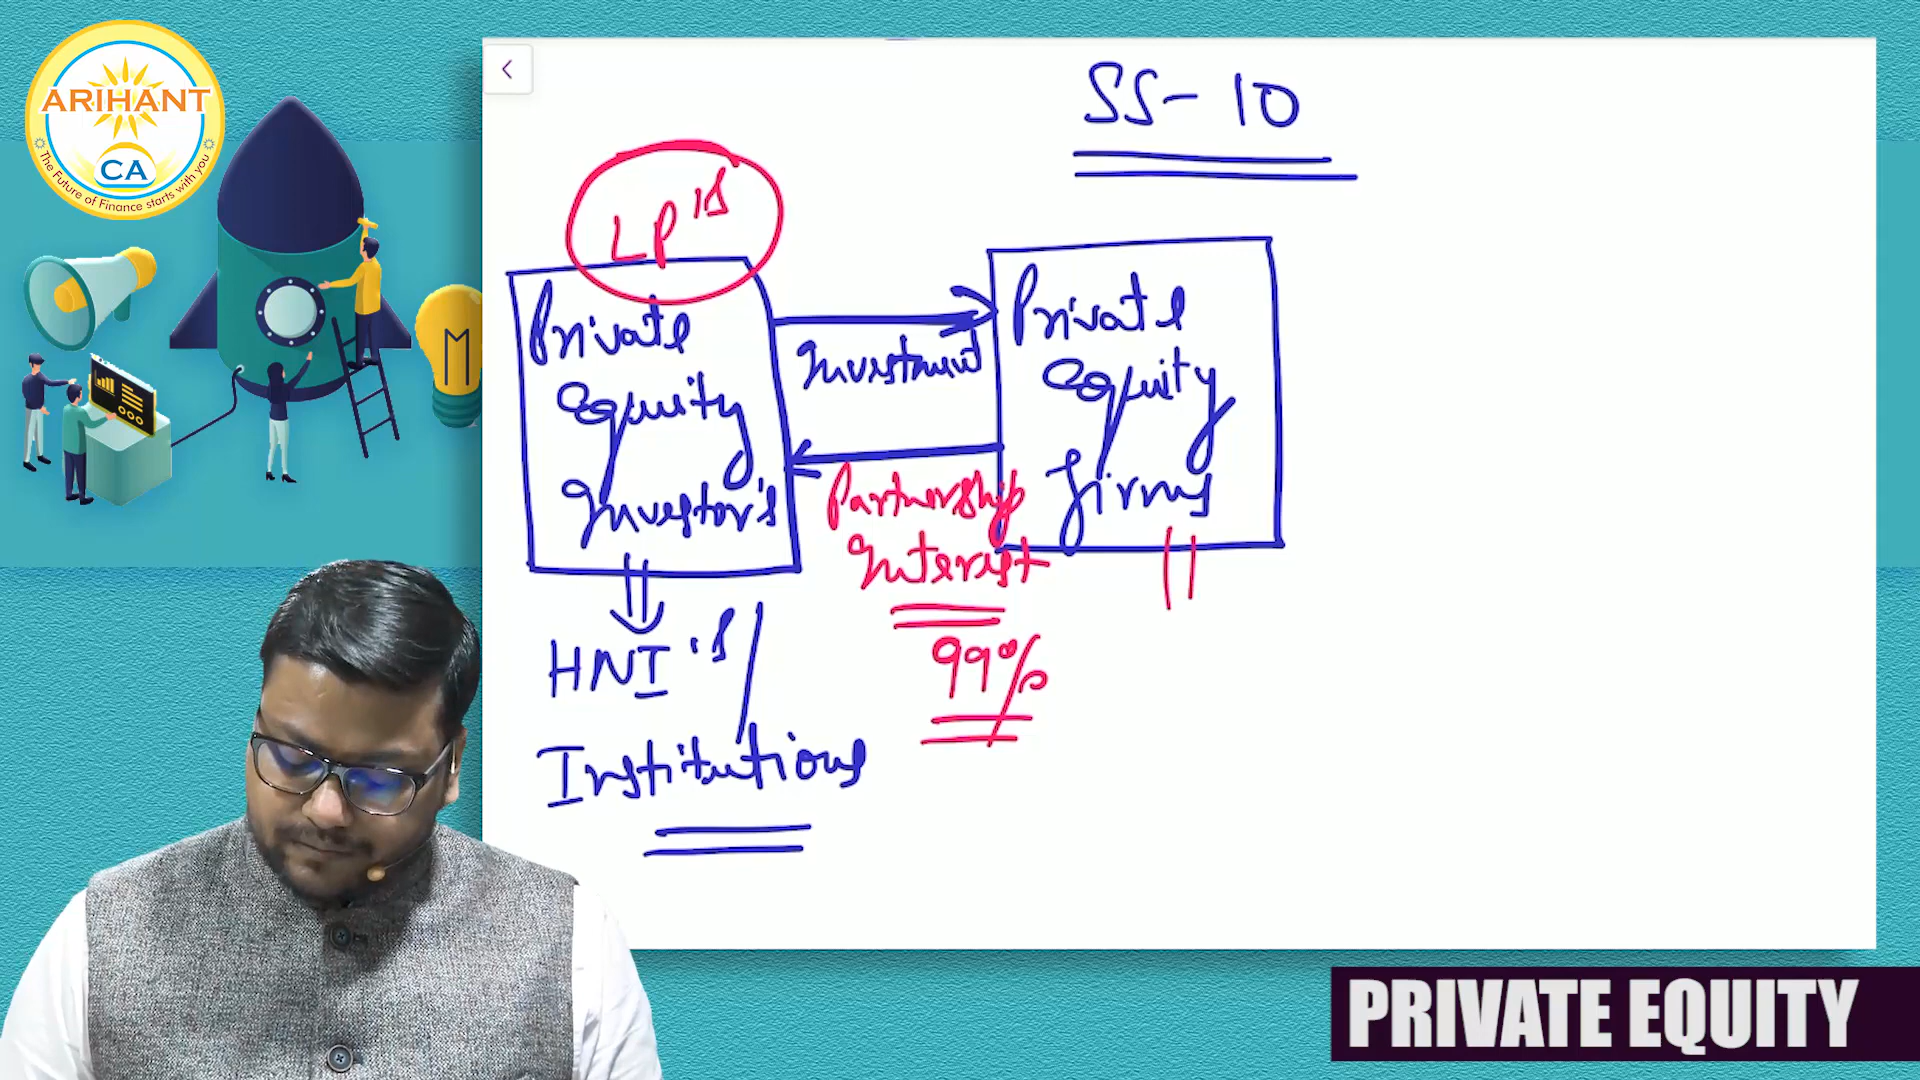 ARIHANT
CA
The Future of Finance starts with you
SS- 10
LP's
Private
Equity
Investor's
Investment
Partnership
Interest
99%
Private
Equity
firms
HNI's /
Institutions
PRIVATE EQUITY